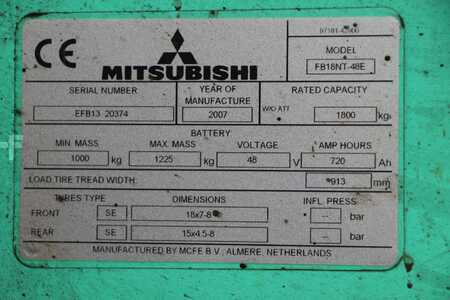 CE
MITSUBISHI
MODEL
FB18NT-48E
SERIAL NUMBER
YEAR OF MANUFACTURE
RATED CAPACITY
EFB13 20374
2007
W/O ATT
1800 kg
BATTERY
MIN. MASS MAX. MASS VOLTAGE AMP HOURS
1000 kg 1225 kg 48 V 720 Ah
LOAD TIRE TREAD WIDTH: 913 mm
TUBES TYPE DIMENSIONS INFL. PRESS
FRONT SE 18x7-8 -- bar
REAR SE 15x4.5-8 -- bar
MANUFACTURED BY MCFE B.V., ALMERE, NETHERLANDS